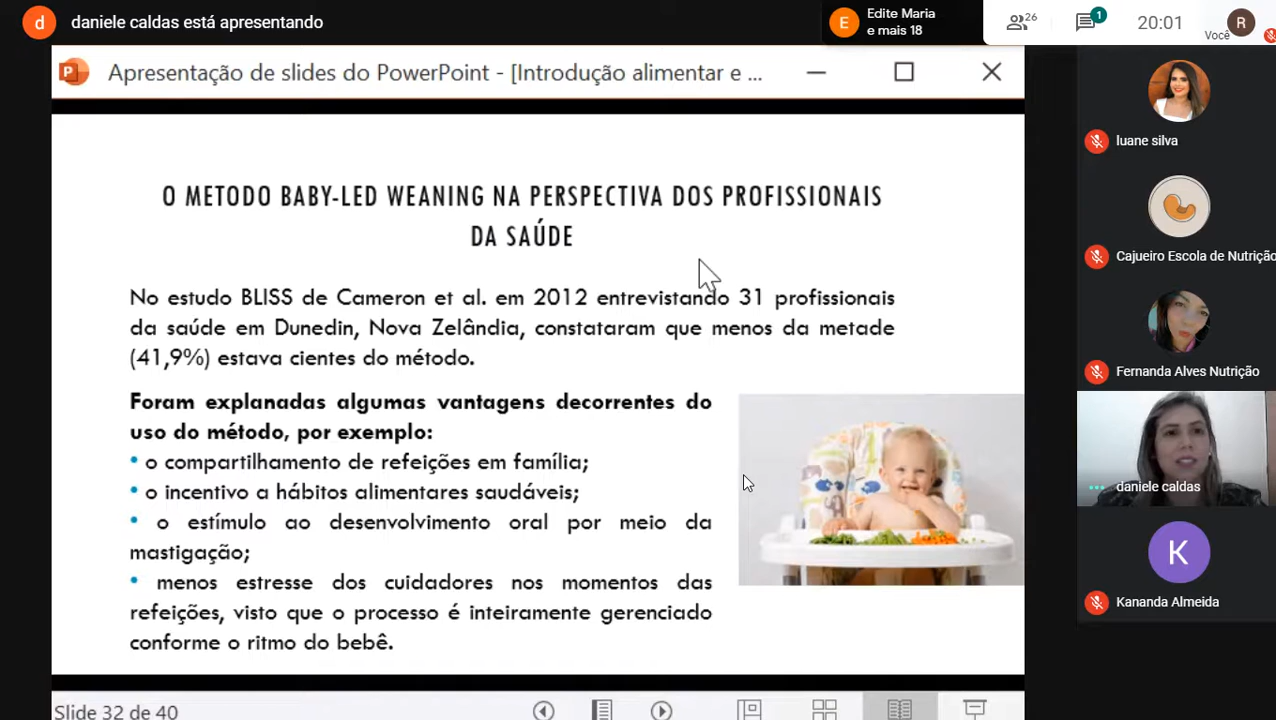 d
daniele caldas está apresentando
E
Edite Maria
e mais 18
26
1
20:01
Você
R
Apresentação de slides do PowerPoint - [Introdução alimentar e ...
O METODO BABY-LED WEANING NA PERSPECTIVA DOS PROFISSIONAIS
DA SAÚDE
No estudo BLISS de Cameron et al. em 2012 entrevistando 31 profissionais
da saúde em Dunedin, Nova Zelândia, constataram que menos da metade
(41,9%) estava cientes do método.
Foram explanadas algumas vantagens decorrentes do
uso do método, por exemplo:
• o compartilhamento de refeições em família;
• o incentivo a hábitos alimentares saudáveis;
• o estímulo ao desenvolvimento oral por meio da
mastigação;
• menos estresse dos cuidadores nos momentos das
refeições, visto que o processo é inteiramente gerenciado
conforme o ritmo do bebê.
Slide 32 de 40
luane silva
Cajueiro Escola de Nutrição
Fernanda Alves Nutrição
daniele caldas
K
Kananda Almeida